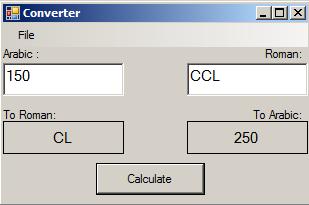 Converter
File
Arabic : Roman:
150 CCL
To Roman: To Arabic:
CL 250
Calculate